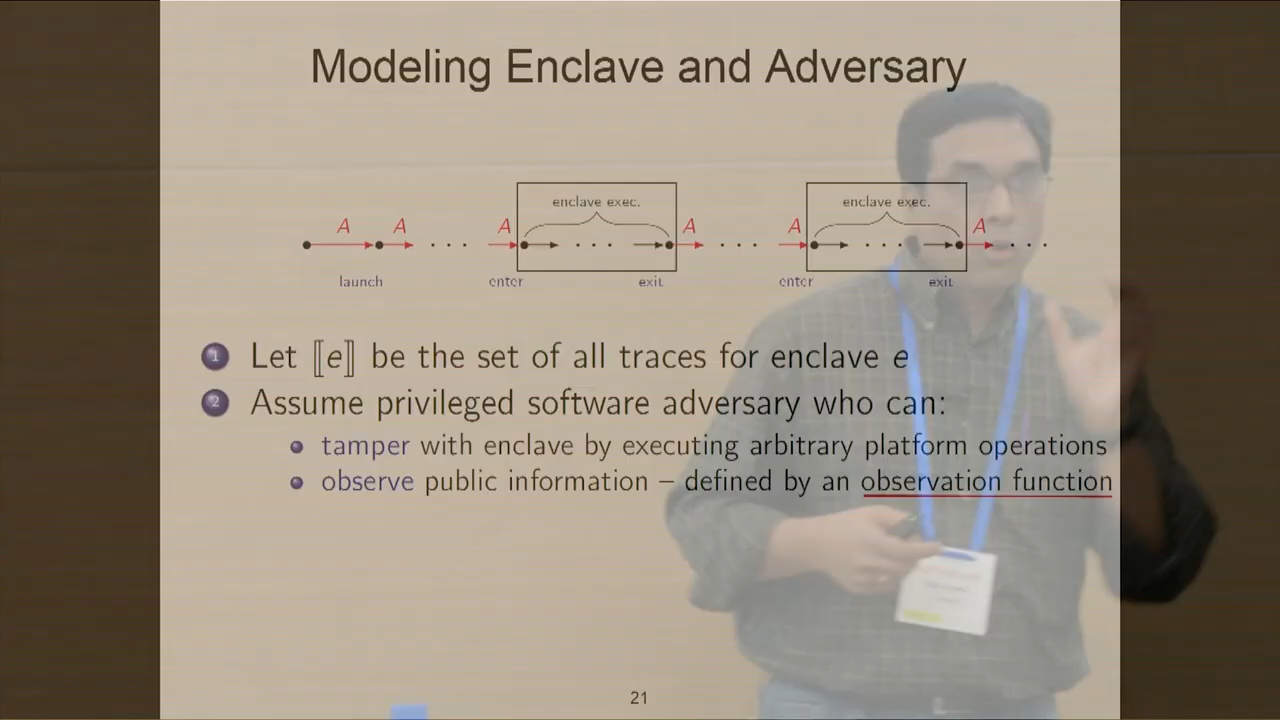 Modeling Enclave and Adversary
enclave exec. enclave exec.
A A · · · A · · · A · · · A · · · A · · ·
launch enter exit enter exit
1 Let ⟦e⟧ be the set of all traces for enclave e
2 Assume privileged software adversary who can:
tamper with enclave by executing arbitrary platform operations
observe public information – defined by an observation function
21